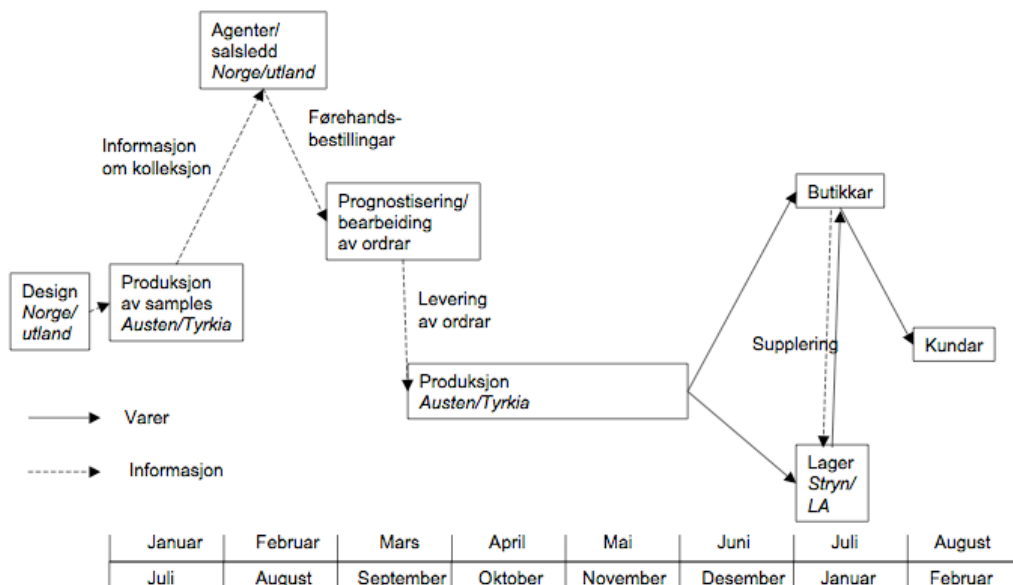 Agenter/
salsledd
Norge/utland
Informasjon
om kolleksjon
Førehands-
bestillingar
Prognostisering/
bearbeiding
av ordrar
Butikkar
Design
Norge/
utland
Produksjon
av samples
Austen/Tyrkia
Levering
av ordrar
Supplering
Kundar
Produksjon
Austen/Tyrkia
Varer
Informasjon
Lager
Stryn/
LA
Januar Februar Mars April Mai Juni Juli August
Juli August September Oktober November Desember Januar Februar